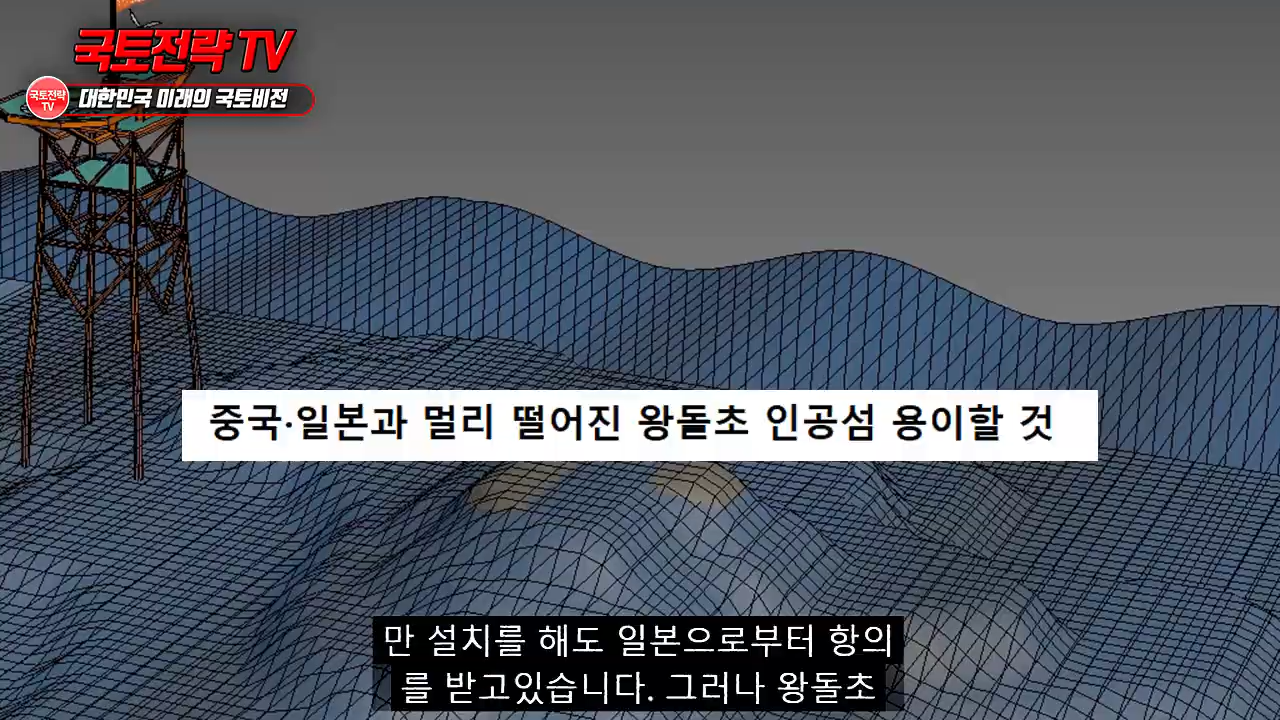 국토전략 TV
국토전략
TV
대한민국 미래의 국토비전
중국·일본과 멀리 떨어진 왕돌초 인공섬 용이할 것
만 설치를 해도 일본으로부터 항의
를 받고있습니다. 그러나 왕돌초